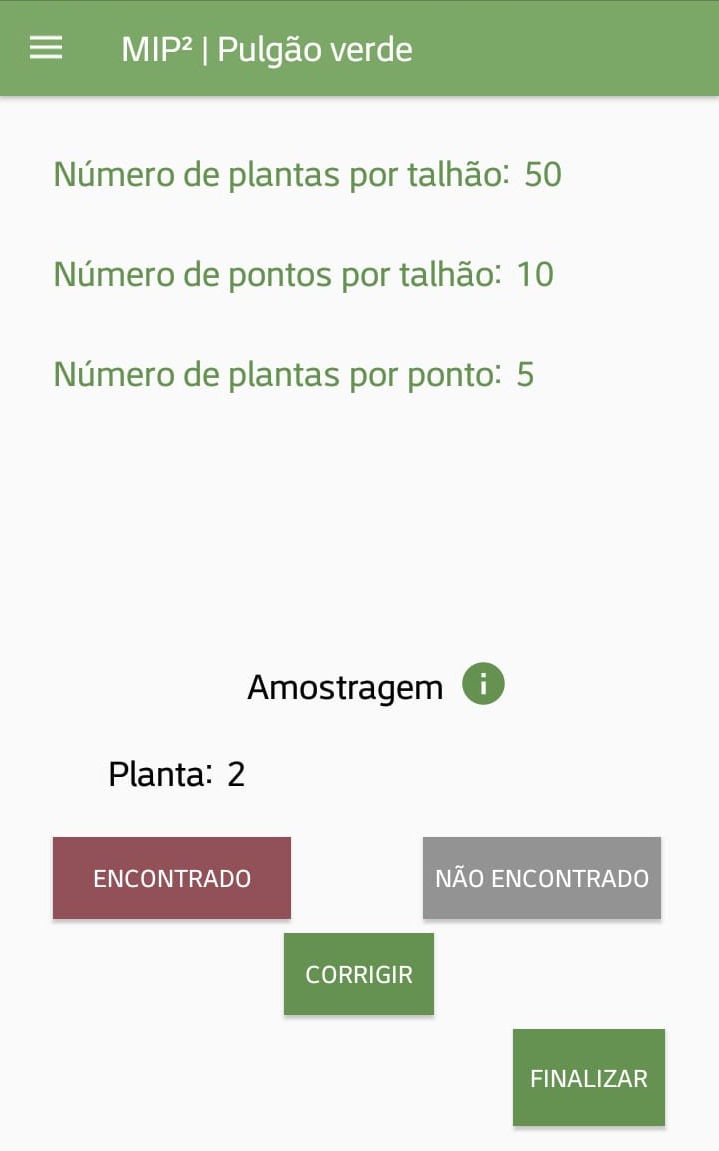 MIP² | Pulgão verde
Número de plantas por talhão: 50
Número de pontos por talhão: 10
Número de plantas por ponto: 5
Amostragem i
Planta: 2
ENCONTRADO
NÃO ENCONTRADO
CORRIGIR
FINALIZAR